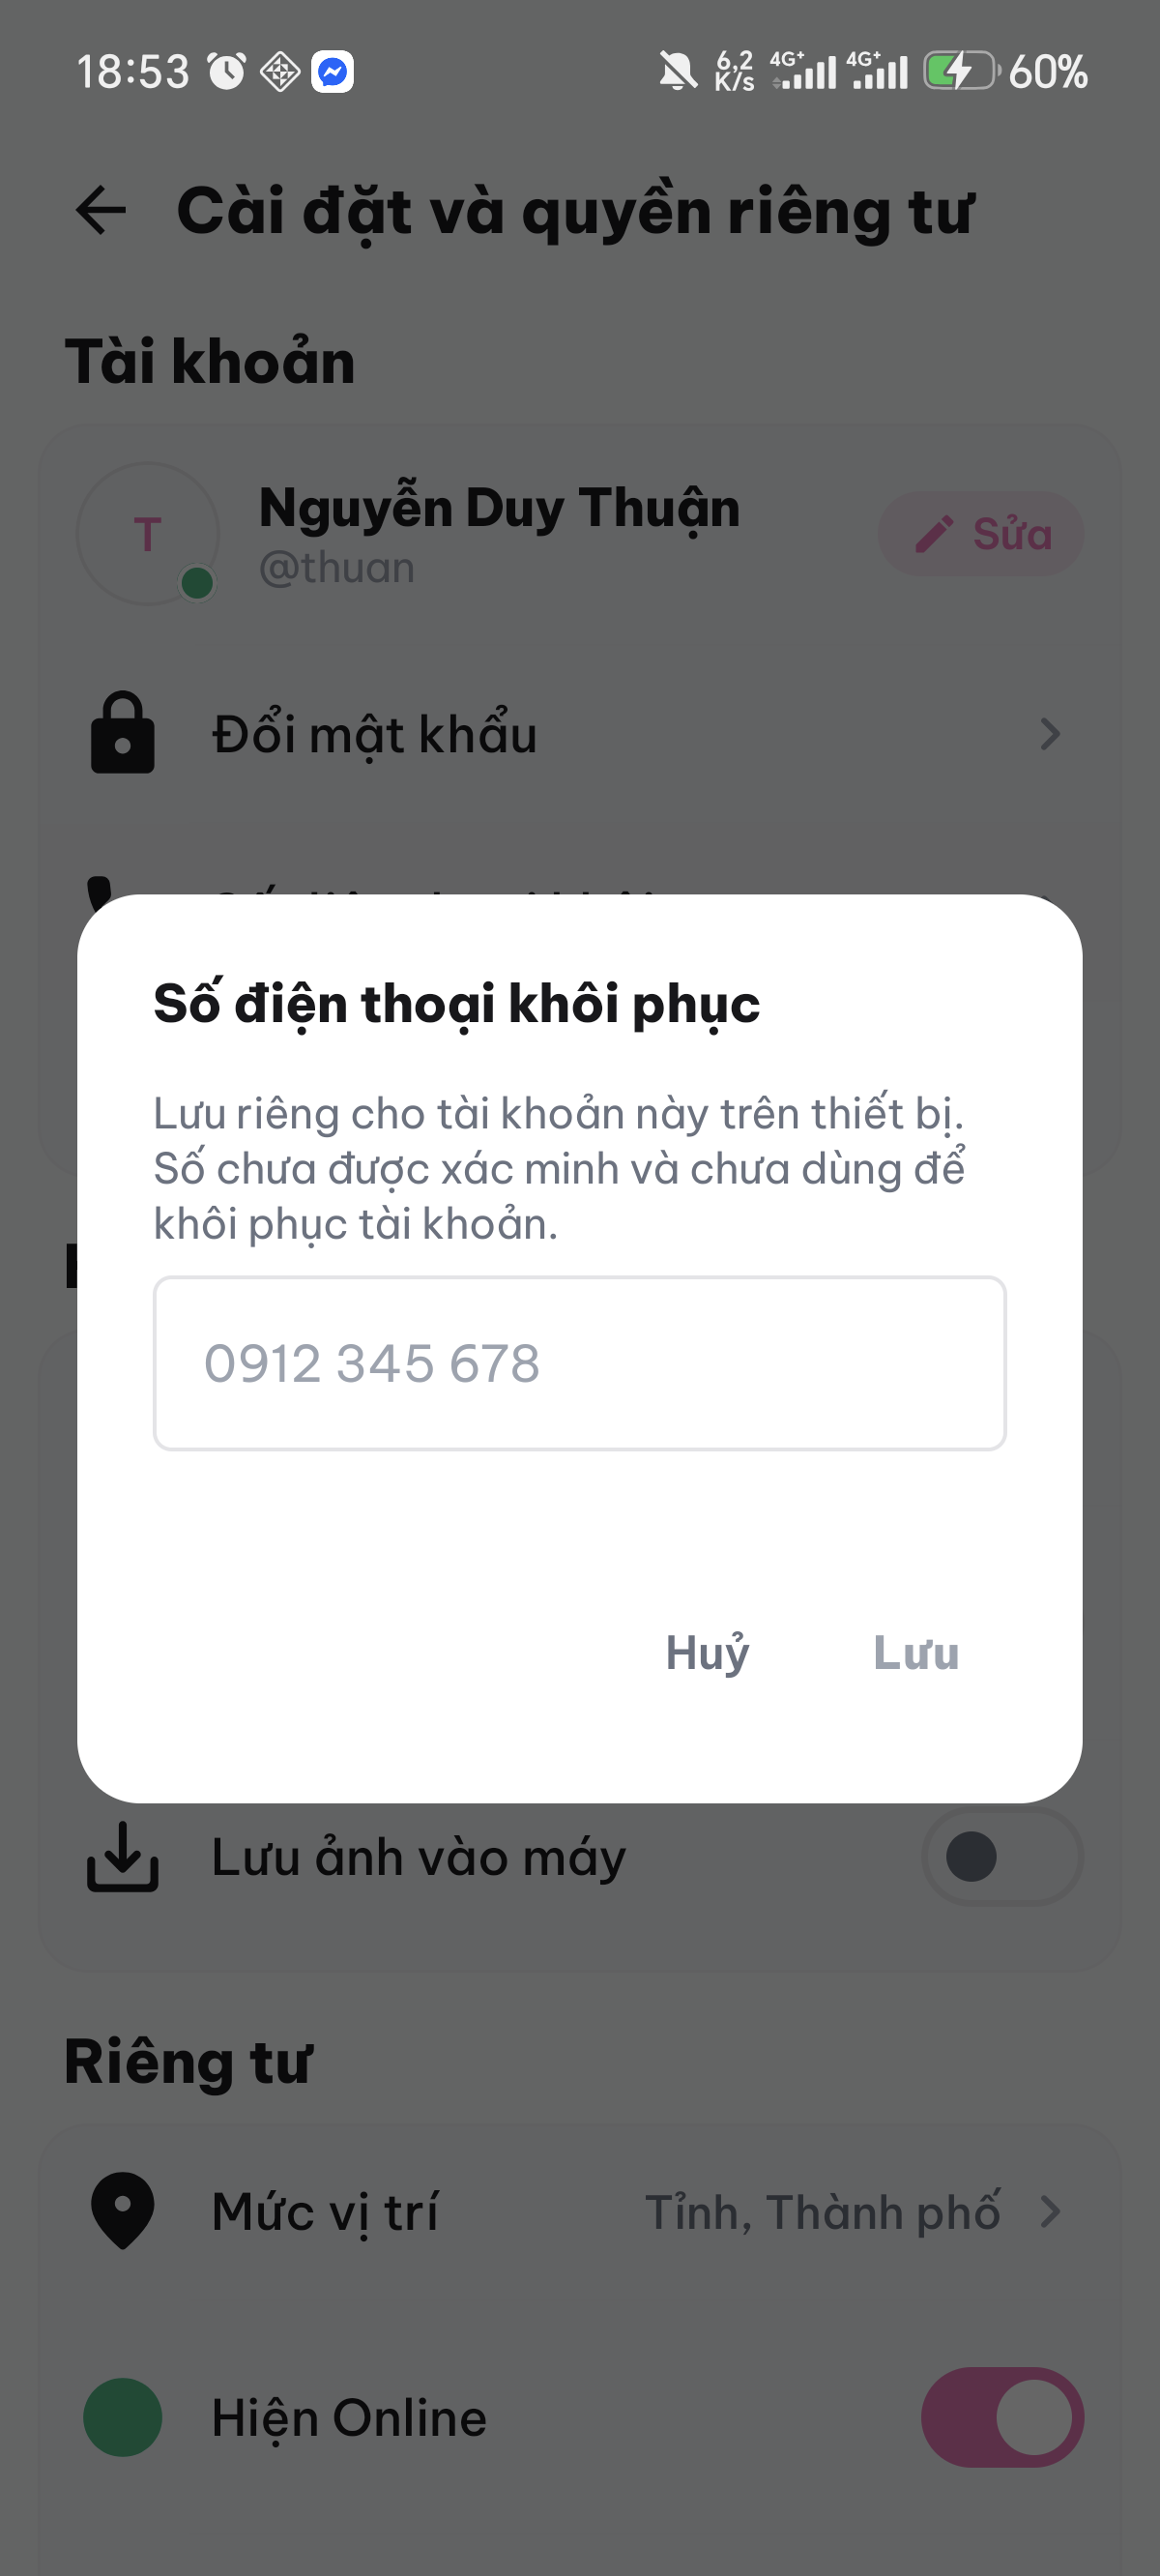 18:53
6,2 K/s 4G+ 4G+ 60%
Cài đặt và quyền riêng tư
Tài khoản
T
Nguyễn Duy Thuận
@thuan
Sửa
Đổi mật khẩu
Số điện thoại khôi phục
Lưu riêng cho tài khoản này trên thiết bị.
Số chưa được xác minh và chưa dùng để
khôi phục tài khoản.
0912 345 678
Huỷ
Lưu
Lưu ảnh vào máy
Riêng tư
Mức vị trí
Tỉnh, Thành phố
Hiện Online